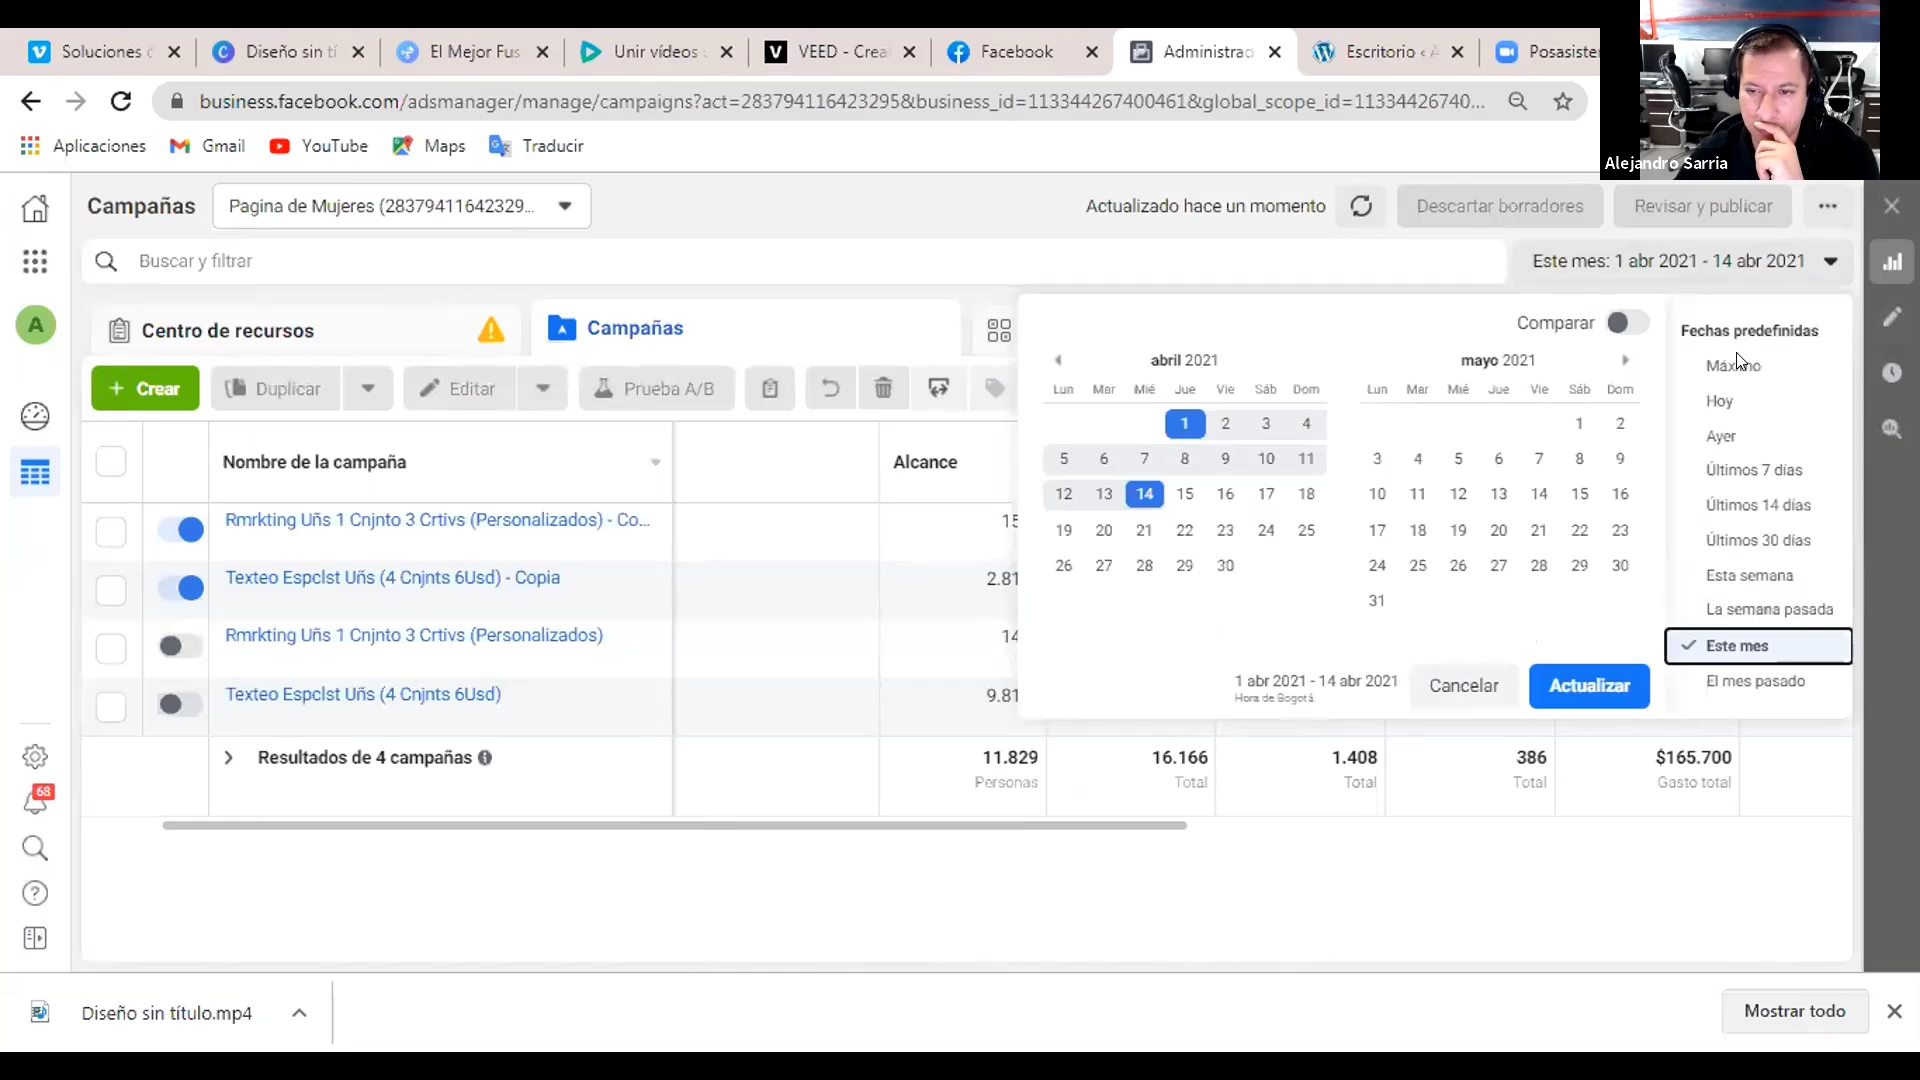 Soluciones
Diseño sin tí
El Mejor Fus
Unir vídeos
VEED - Crea
Facebook
Administrac
Escritorio ‹ A
Posasiste
business.facebook.com/adsmanager/manage/campaigns?act=283794116423295&business_id=113344267400461&global_scope_id=11334426740...
Alejandro Sarria
Aplicaciones
Gmail
YouTube
Maps
Traducir
Campañas
Pagina de Mujeres (28379411642329...
Actualizado hace un momento
Descartar borradores
Revisar y publicar
Buscar y filtrar
Este mes: 1 abr 2021 - 14 abr 2021
A
Centro de recursos
Campañas
+ Crear
Duplicar
Editar
Prueba A/B
Nombre de la campaña
Alcance
Rmrkting Uñs 1 Cnjnto 3 Crtivs (Personalizados) - Co...
15
Texteo Espclst Uñs (4 Cnjnts 6Usd) - Copia
2.81
Rmrkting Uñs 1 Cnjnto 3 Crtivs (Personalizados)
14
Texteo Espclst Uñs (4 Cnjnts 6Usd)
9.81
Resultados de 4 campañas
11.829 16.166 1.408 386 $165.700
Personas Total Total Total Gasto total
Comparar
abril 2021
Lun Mar Mié Jue Vie Sáb Dom
1 2 3 4
5 6 7 8 9 10 11
12 13 14 15 16 17 18
19 20 21 22 23 24 25
26 27 28 29 30
mayo 2021
Lun Mar Mié Jue Vie Sáb Dom
1 2
3 4 5 6 7 8 9
10 11 12 13 14 15 16
17 18 19 20 21 22 23
24 25 26 27 28 29 30
31
1 abr 2021 - 14 abr 2021
Hora de Bogotá
Cancelar
Actualizar
Fechas predefinidas
Máximo
Hoy
Ayer
Últimos 7 días
Últimos 14 días
Últimos 30 días
Esta semana
La semana pasada
Este mes
El mes pasado
68
Diseño sin título.mp4
Mostrar todo